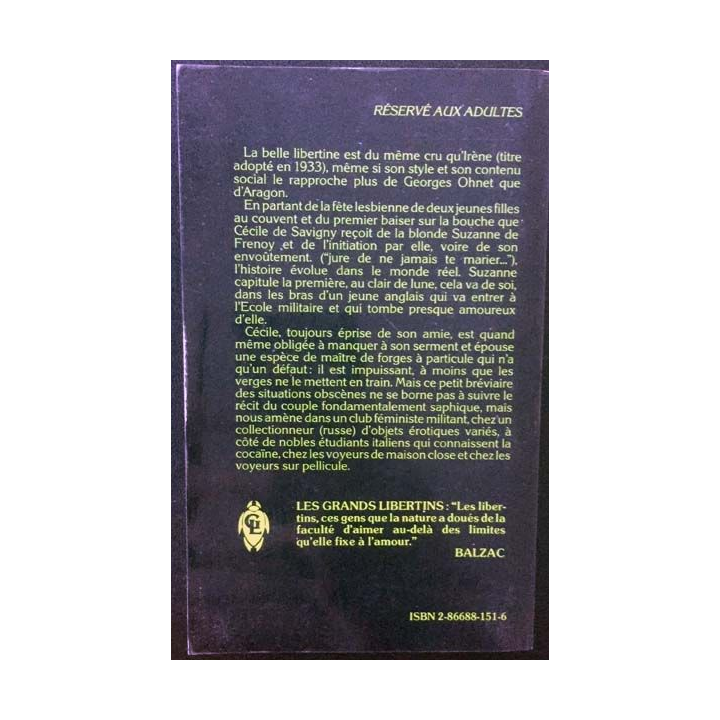 RÉSERVÉ AUX ADULTES
La belle libertine est du même cru qu'Irène (titre
adopté en 1933), même si son style et son contenu
social le rapproche plus de Georges Ohnet que
d'Aragon.
En partant de la fête lesbienne de deux jeunes filles
au couvent et du premier baiser sur la bouche que
Cécile de Savigny reçoit de la blonde Suzanne de
Frenoy et de l'initiation par elle, voire de son
envoûtement. ("jure de ne jamais te marier..."),
l'histoire évolue dans le monde réel. Suzanne
capitule la première, au clair de lune, cela va de soi,
dans les bras d'un jeune anglais qui va entrer à
l'Ecole militaire et qui tombe presque amoureux
d'elle.
Cécile, toujours éprise de son amie, est quand
même obligée à manquer à son serment et épouse
une espèce de maître de forges à particule qui n'a
qu'un défaut : il est impuissant, à moins que les
verges ne le mettent en train. Mais ce petit bréviaire
des situations obscènes ne se borne pas à suivre le
récit du couple fondamentalement saphique, mais
nous amène dans un club féministe militant, chez un
collectionneur (russe) d'objets érotiques variés, à
côté de nobles étudiants italiens qui connaissent la
cocaïne, chez les voyeurs de maison close et chez les
voyeurs sur pellicule.
GL
LES GRANDS LIBERTINS : "Les liber-
tins, ces gens que la nature a doués de la
faculté d'aimer au-delà des limites
qu'elle fixe à l'amour."
BALZAC
ISBN 2-86688-151-6